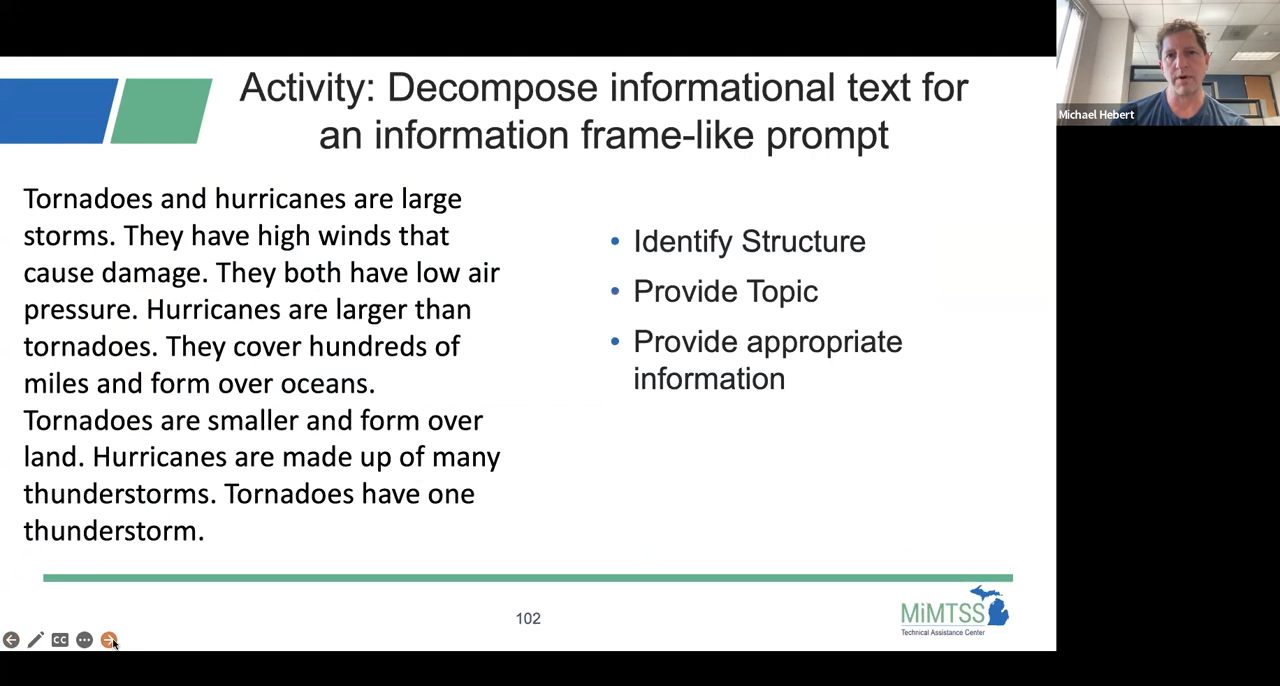 Activity: Decompose informational text for
an information frame-like prompt
Michael Hebert
Tornadoes and hurricanes are large
storms. They have high winds that
cause damage. They both have low air
pressure. Hurricanes are larger than
tornadoes. They cover hundreds of
miles and form over oceans.
Tornadoes are smaller and form over
land. Hurricanes are made up of many
thunderstorms. Tornadoes have one
thunderstorm.
• Identify Structure
• Provide Topic
• Provide appropriate
information
102
MiMTSS
Technical Assistance Center
CC